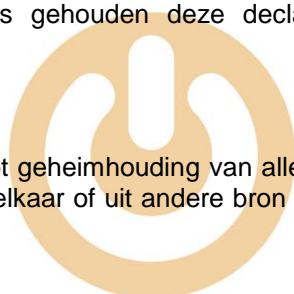 s gehouden deze decla
t geheimhouding van alle
elkaar of uit andere bron